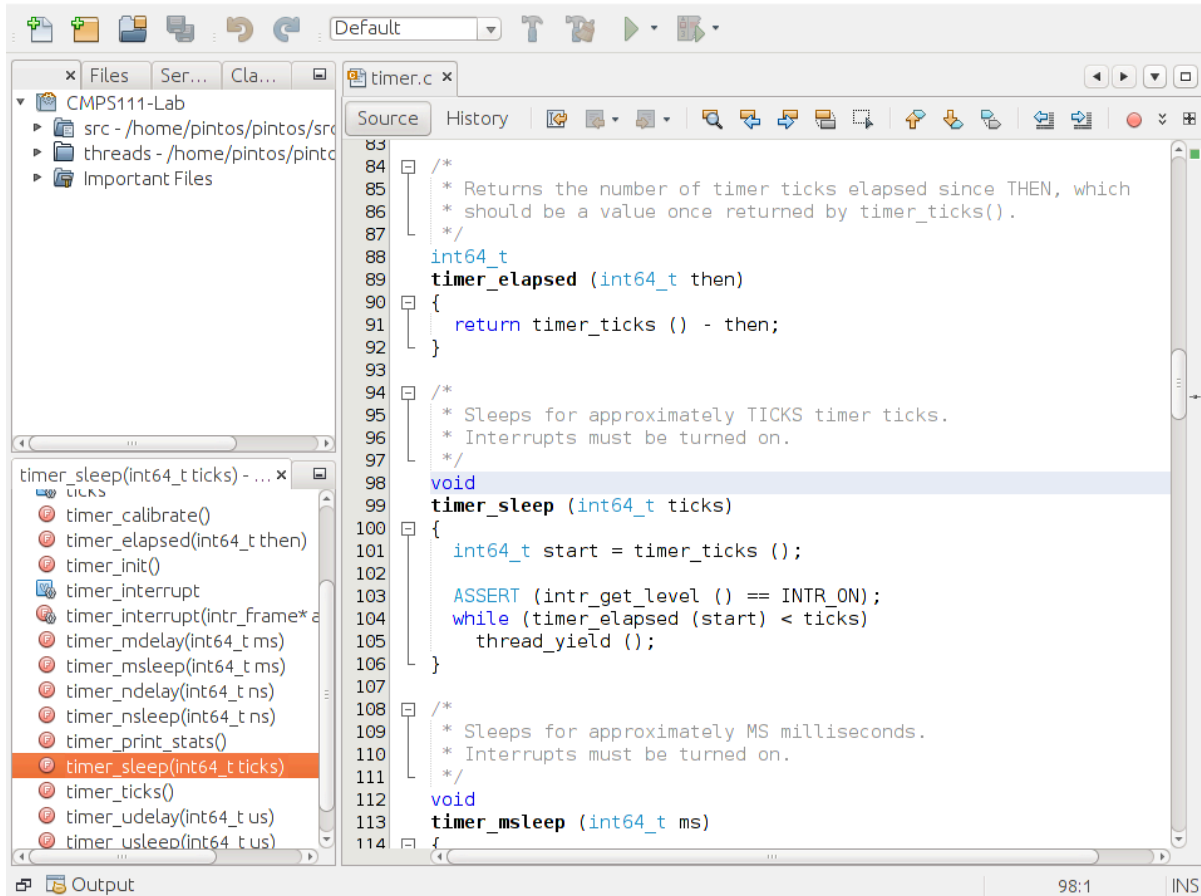 Default
Files Ser... Cla...
CMPS111-Lab
src - /home/pintos/pintos/src
threads - /home/pintos/pinto
Important Files
timer_sleep(int64_t ticks) - ...
ticks
timer_calibrate()
timer_elapsed(int64_t then)
timer_init()
timer_interrupt
timer_interrupt(intr_frame* a
timer_mdelay(int64_t ms)
timer_msleep(int64_t ms)
timer_ndelay(int64_t ns)
timer_nsleep(int64_t ns)
timer_print_stats()
timer_sleep(int64_t ticks)
timer_ticks()
timer_udelay(int64_t us)
timer_usleep(int64_t us)
timer.c
Source History
83
84 /*
85 * Returns the number of timer ticks elapsed since THEN, which
86 * should be a value once returned by timer_ticks().
87 */
88 int64_t
89 timer_elapsed (int64_t then)
90 {
91 return timer_ticks () - then;
92 }
93
94 /*
95 * Sleeps for approximately TICKS timer ticks.
96 * Interrupts must be turned on.
97 */
98 void
99 timer_sleep (int64_t ticks)
100 {
101 int64_t start = timer_ticks ();
102
103 ASSERT (intr_get_level () == INTR_ON);
104 while (timer_elapsed (start) < ticks)
105 thread_yield ();
106 }
107
108 /*
109 * Sleeps for approximately MS milliseconds.
110 * Interrupts must be turned on.
111 */
112 void
113 timer_msleep (int64_t ms)
114 {
Output
98:1 INS